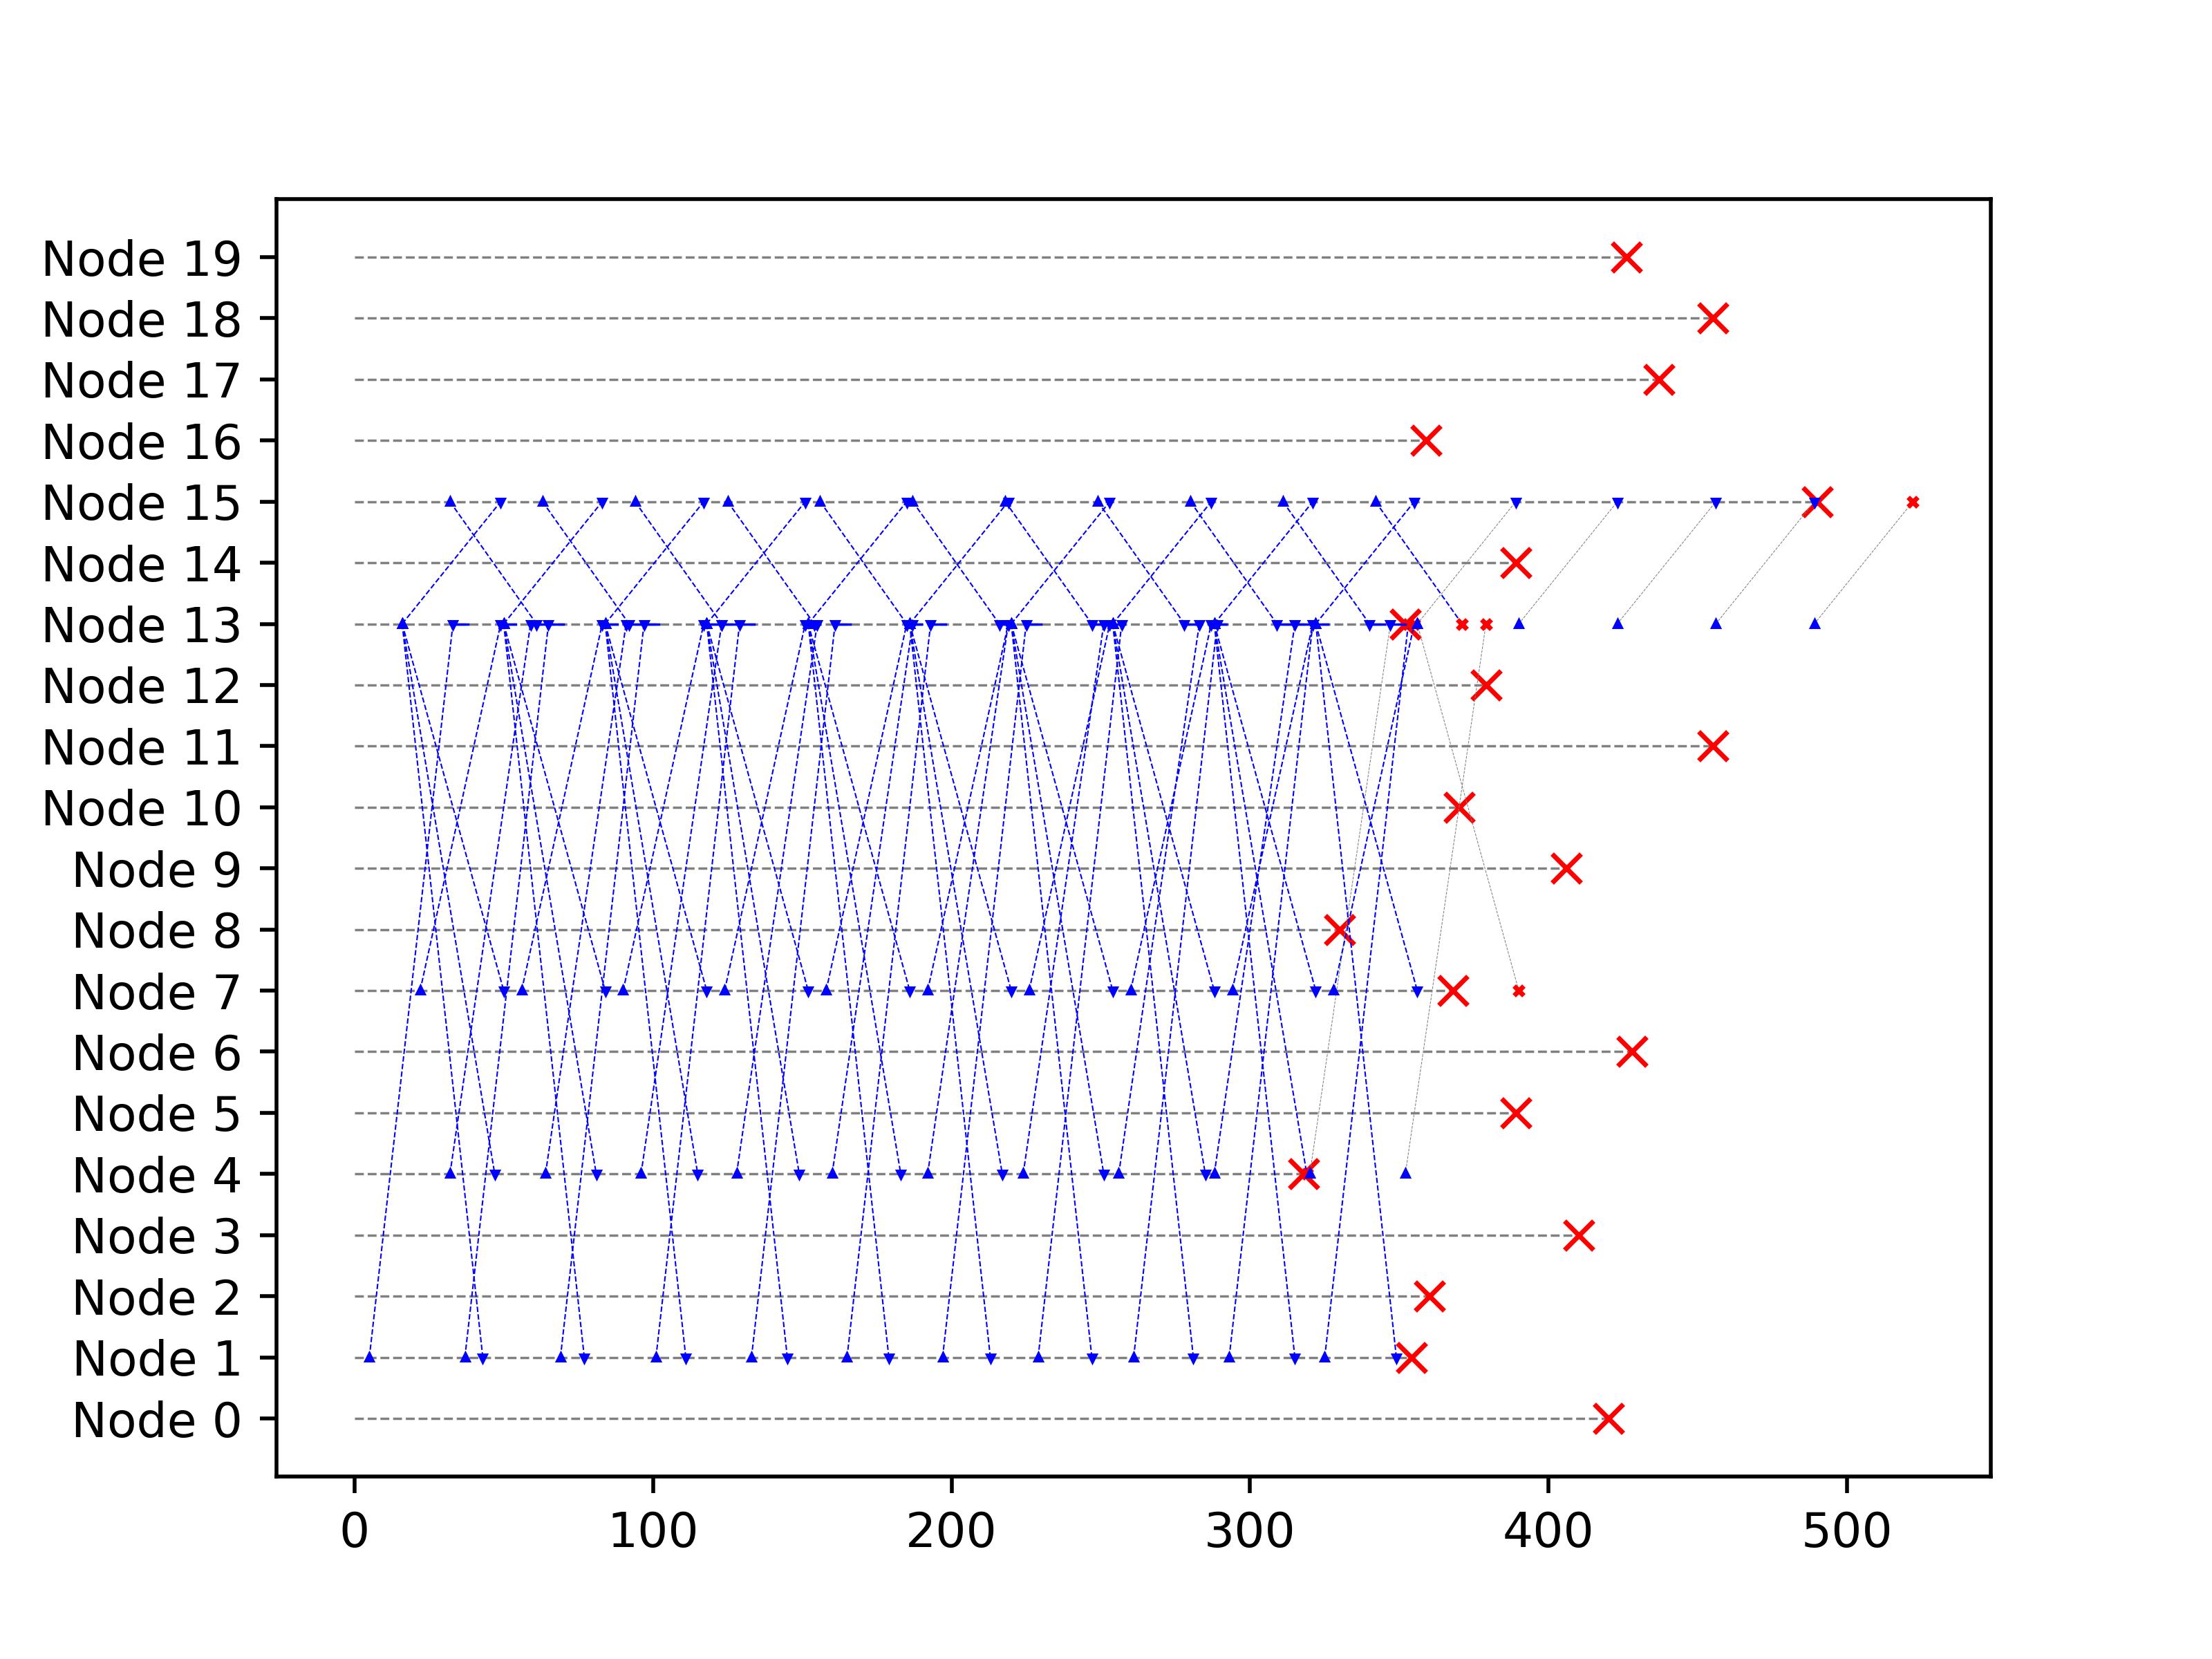 Node 19
Node 18
Node 17
Node 16
Node 15
Node 14
Node 13
Node 12
Node 11
Node 10
Node 9
Node 8
Node 7
Node 6
Node 5
Node 4
Node 3
Node 2
Node 1
Node 0
0 100 200 300 400 500